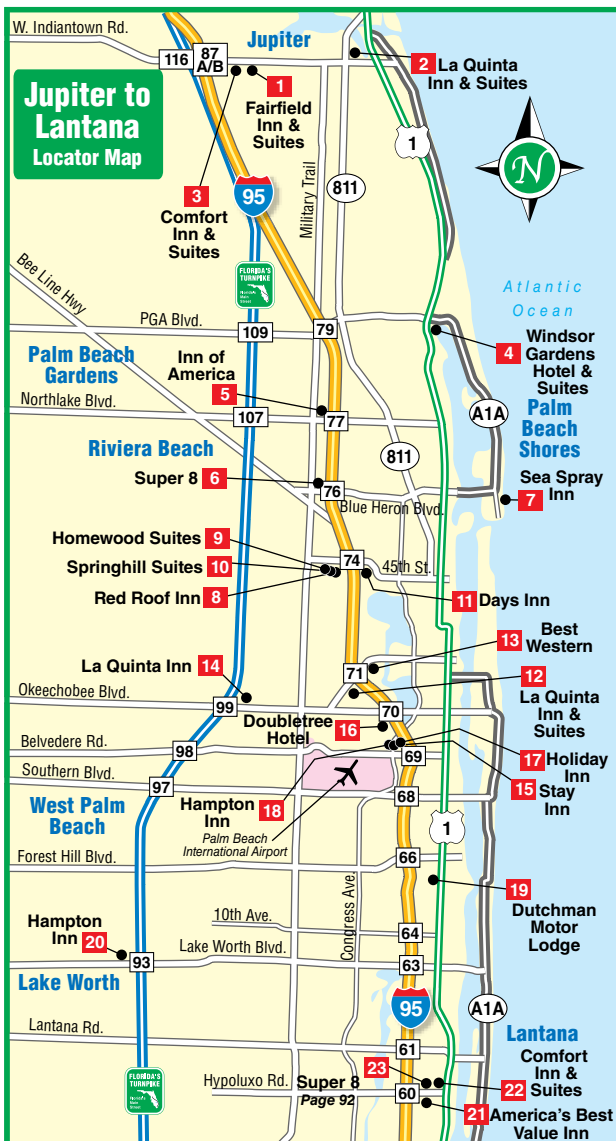 W. Indiantown Rd.
116
87
A/B
Jupiter
2 La Quinta
Inn & Suites
1
Fairfield
Inn &
Suites
Jupiter to
Lantana
Locator Map
1
N
3
Comfort
Inn &
Suites
95
Military Trail
811
Bee Line Hwy
FLORIDA'S
TURNPIKE
Atlantic
Ocean
PGA Blvd.
109
79
4
Windsor
Gardens
Hotel &
Suites
Palm Beach
Gardens
Inn of
America
5
Northlake Blvd.
107
77
A1A
Palm
Beach
Shores
Riviera Beach
811
Super 8 6
76
Blue Heron Blvd.
Sea Spray
Inn
7
Homewood Suites 9
Springhill Suites 10
Red Roof Inn 8
74
45th St.
11 Days Inn
13 Best
Western
La Quinta Inn 14
71
12
La Quinta
Inn &
Suites
Okeechobee Blvd.
99
70
Doubletree
Hotel
16
Belvedere Rd.
98
69
17 Holiday
Inn
15 Stay
Inn
Southern Blvd.
97
68
West Palm
Beach
Hampton
Inn
18
Palm Beach
International Airport
1
Forest Hill Blvd.
66
Congress Ave.
19
Dutchman
Motor
Lodge
10th Ave.
64
Hampton
Inn 20
93
Lake Worth Blvd.
63
Lake Worth
95
A1A
Lantana Rd.
61
Lantana
FLORIDA'S
TURNPIKE
Hypoluxo Rd.
Super 8
Page 92
23
60
Comfort
Inn &
Suites
22
21 America's Best
Value Inn